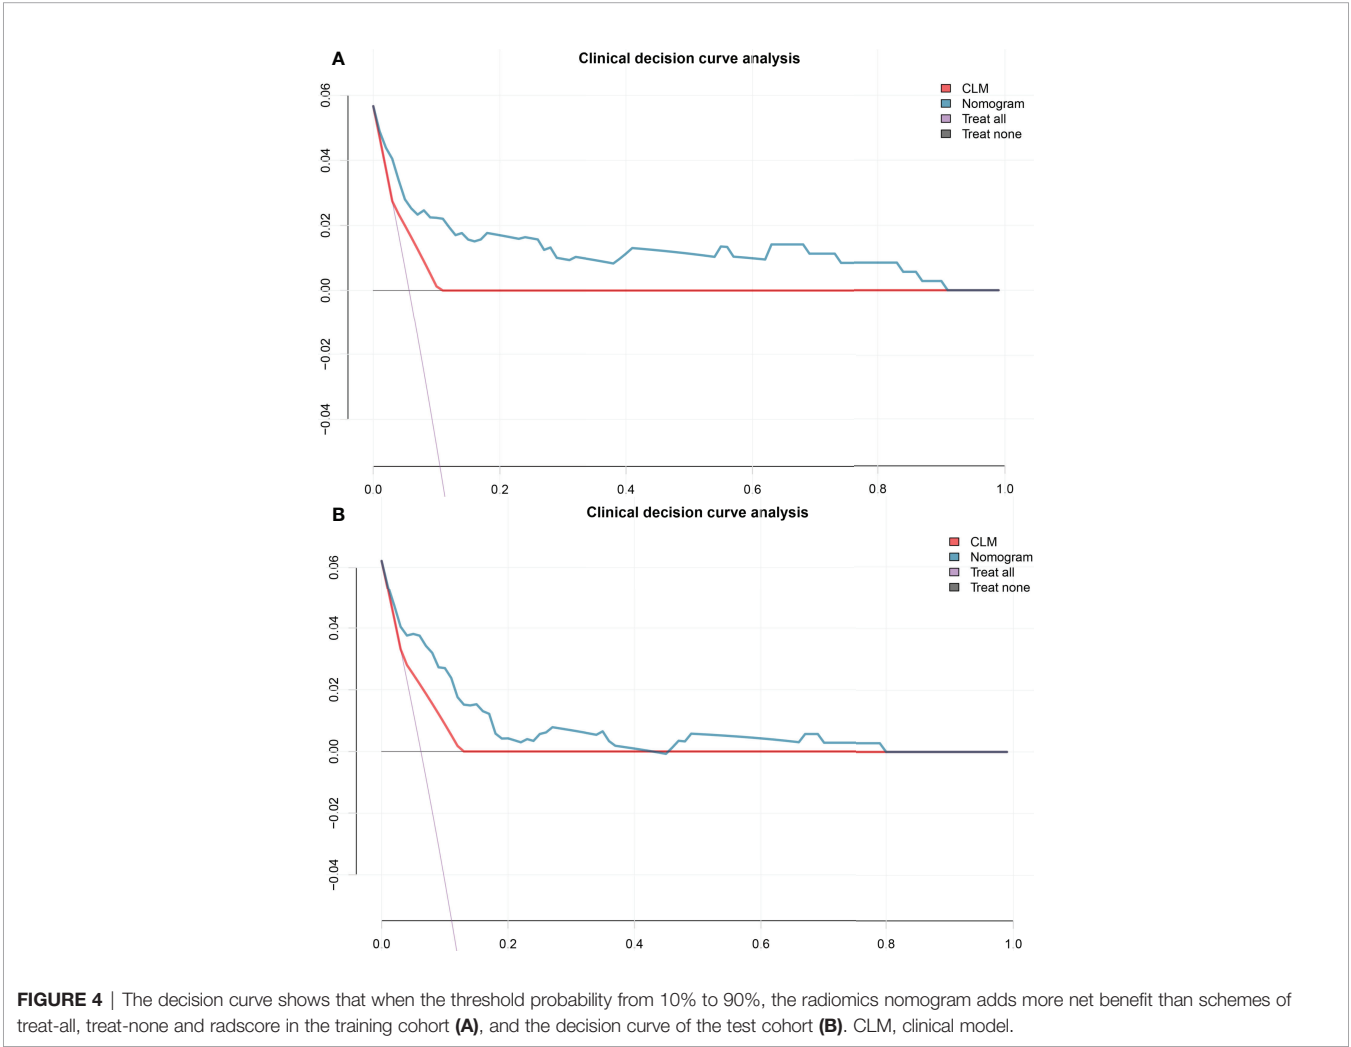 A
Clinical decision curve analysis
CLM
Nomogram
Treat all
Treat none
0.06
0.04
0.02
0.00
−0.02
−0.04
0.0 0.2 0.4 0.6 0.8 1.0
B
Clinical decision curve analysis
CLM
Nomogram
Treat all
Treat none
0.06
0.04
0.02
0.00
−0.02
−0.04
0.0 0.2 0.4 0.6 0.8 1.0
FIGURE 4 | The decision curve shows that when the threshold probability from 10% to 90%, the radiomics nomogram adds more net benefit than schemes of
treat-all, treat-none and radscore in the training cohort (A), and the decision curve of the test cohort (B). CLM, clinical model.